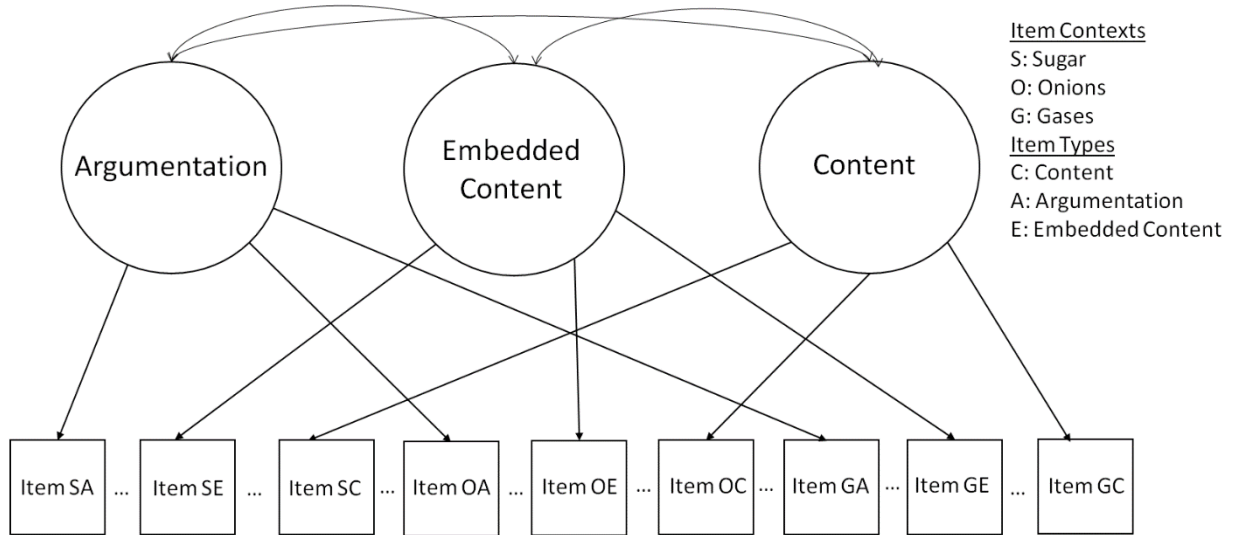 Item Contexts
S: Sugar
O: Onions
G: Gases
Item Types
C: Content
A: Argumentation
E: Embedded Content
Argumentation
Embedded
Content
Content
Item SA ... Item SE ... Item SC ... Item OA ... Item OE ... Item OC ... Item GA ... Item GE ... Item GC